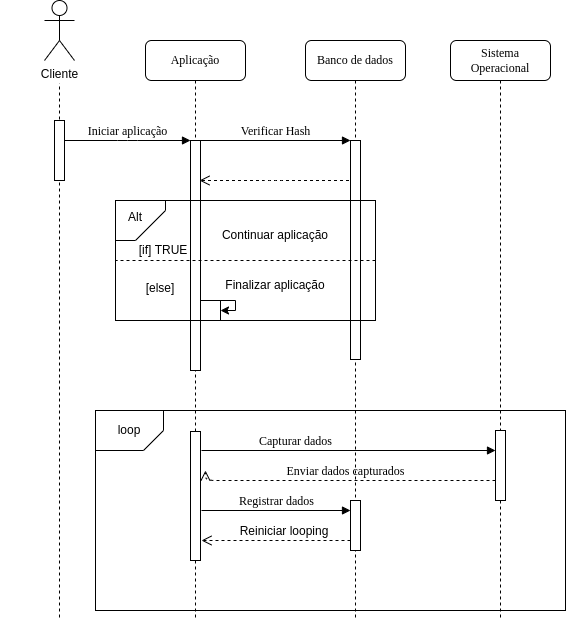 Cliente
Aplicação
Banco de dados
Sistema
Operacional
Iniciar aplicação
Verificar Hash
Alt
Continuar aplicação
[if] TRUE
[else]
Finalizar aplicação
loop
Capturar dados
Enviar dados capturados
Registrar dados
Reiniciar looping